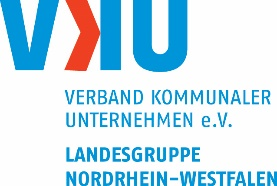 VKU
VERBAND KOMMUNALER
UNTERNEHMEN e.V.
LANDESGRUPPE
NORDRHEIN-WESTFALEN